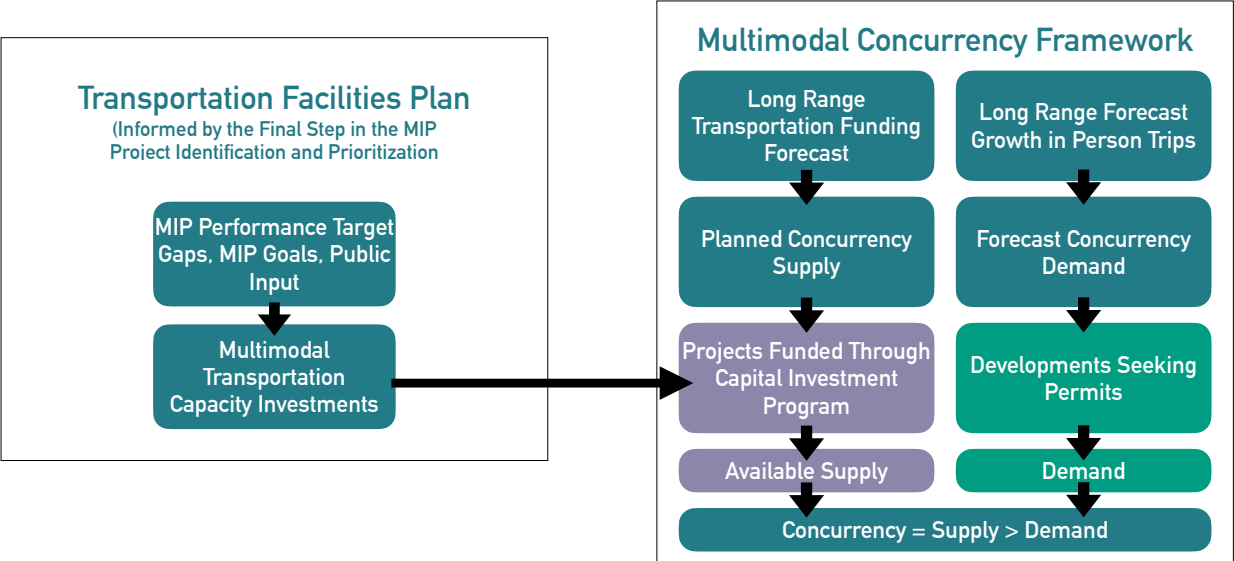 Transportation Facilities Plan
(Informed by the Final Step in the MIP
Project Identification and Prioritization
MIP Performance Target
Gaps, MIP Goals, Public
Input
Multimodal
Transportation
Capacity Investments
Multimodal Concurrency Framework
Long Range
Transportation Funding
Forecast
Planned Concurrency
Supply
Projects Funded Through
Capital Investment
Program
Available Supply
Long Range Forecast
Growth in Person Trips
Forecast Concurrency
Demand
Developments Seeking
Permits
Demand
Concurrency = Supply > Demand